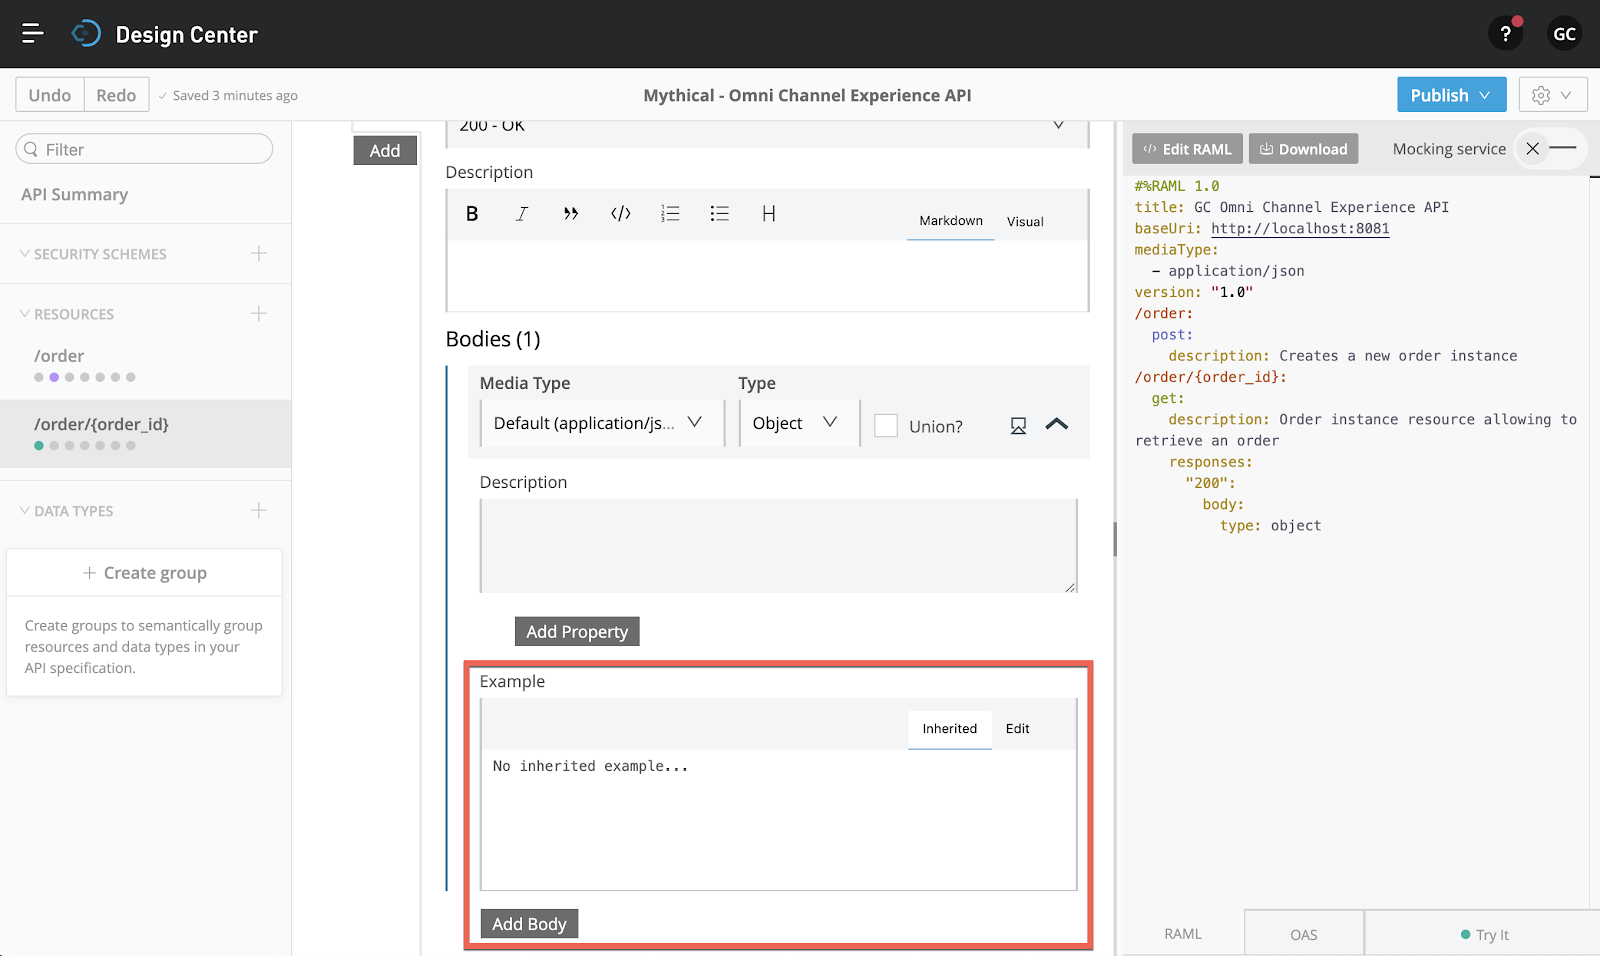 Design Center
?
GC
Undo
Redo
Saved 3 minutes ago
Mythical - Omni Channel Experience API
Publish
Filter
API Summary
SECURITY SCHEMES
RESOURCES
/order
/order/{order_id}
DATA TYPES
Create group
Create groups to semantically group
resources and data types in your
API specification.
Add
200 - OK
Description
B
I
H
Markdown
Visual
Bodies (1)
Media Type
Type
Default (application/js...
Object
Union?
Description
Add Property
Example
Inherited
Edit
No inherited example...
Add Body
Edit RAML
Download
Mocking service
#%RAML 1.0
title: GC Omni Channel Experience API
baseUri: http://localhost:8081
mediaType:
- application/json
version: "1.0"
/order:
post:
description: Creates a new order instance
/order/{order_id}:
get:
description: Order instance resource allowing to
retrieve an order
responses:
"200":
body:
type: object
RAML
OAS
Try It